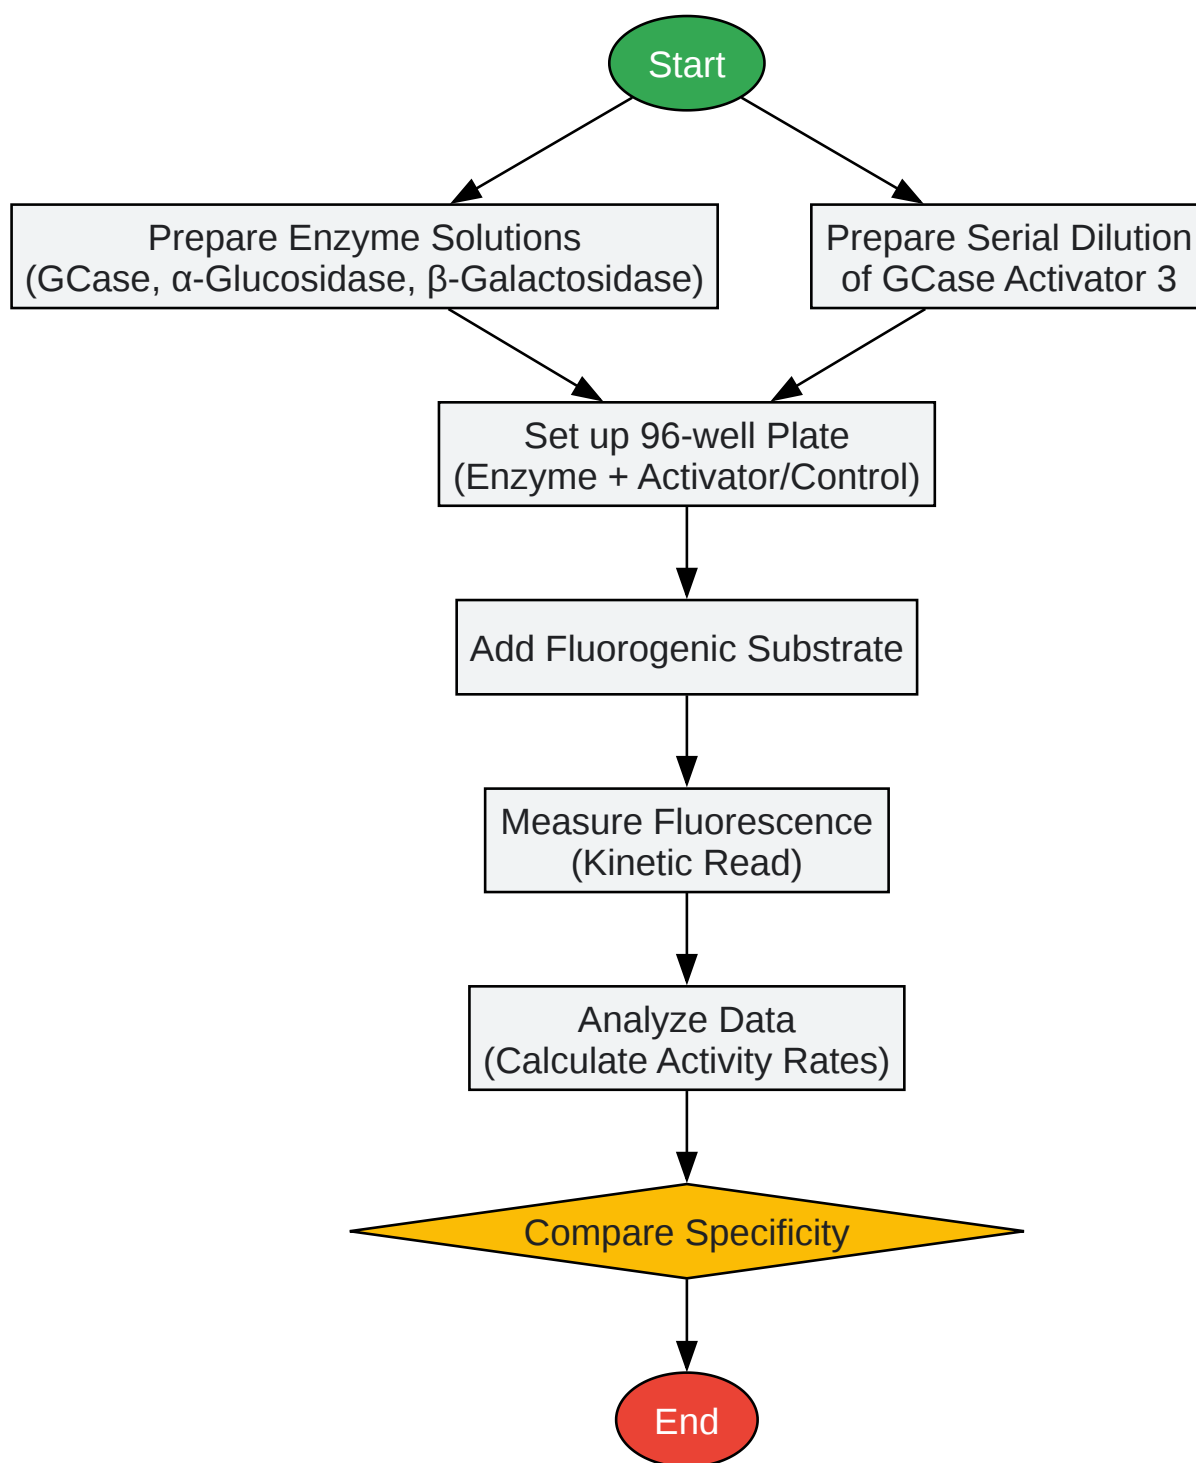 Start
Prepare Enzyme Solutions
(GCase, α-Glucosidase, β-Galactosidase)
Prepare Serial Dilution
of GCase Activator 3
Set up 96-well Plate
(Enzyme + Activator/Control)
Add Fluorogenic Substrate
Measure Fluorescence
(Kinetic Read)
Analyze Data
(Calculate Activity Rates)
Compare Specificity
End